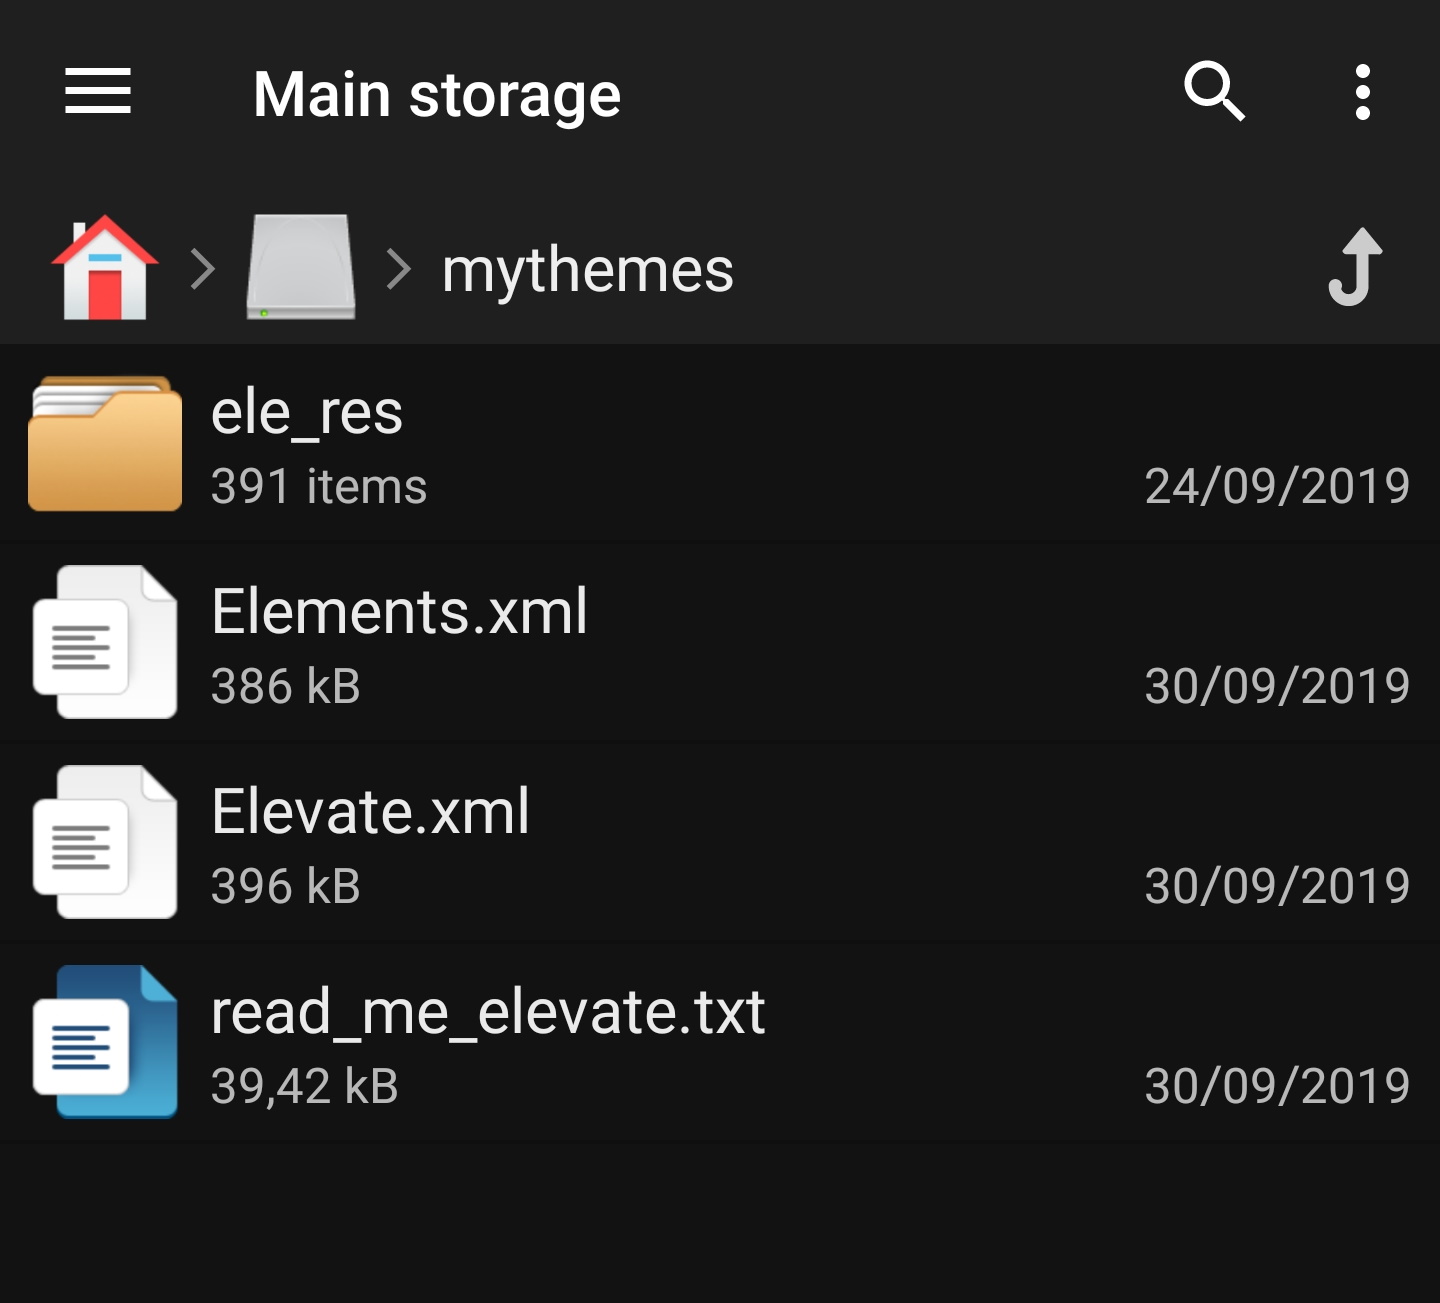 Main storage
mythemes
ele_res
391 items 24/09/2019
Elements.xml
386 kB 30/09/2019
Elevate.xml
396 kB 30/09/2019
read_me_elevate.txt
39,42 kB 30/09/2019